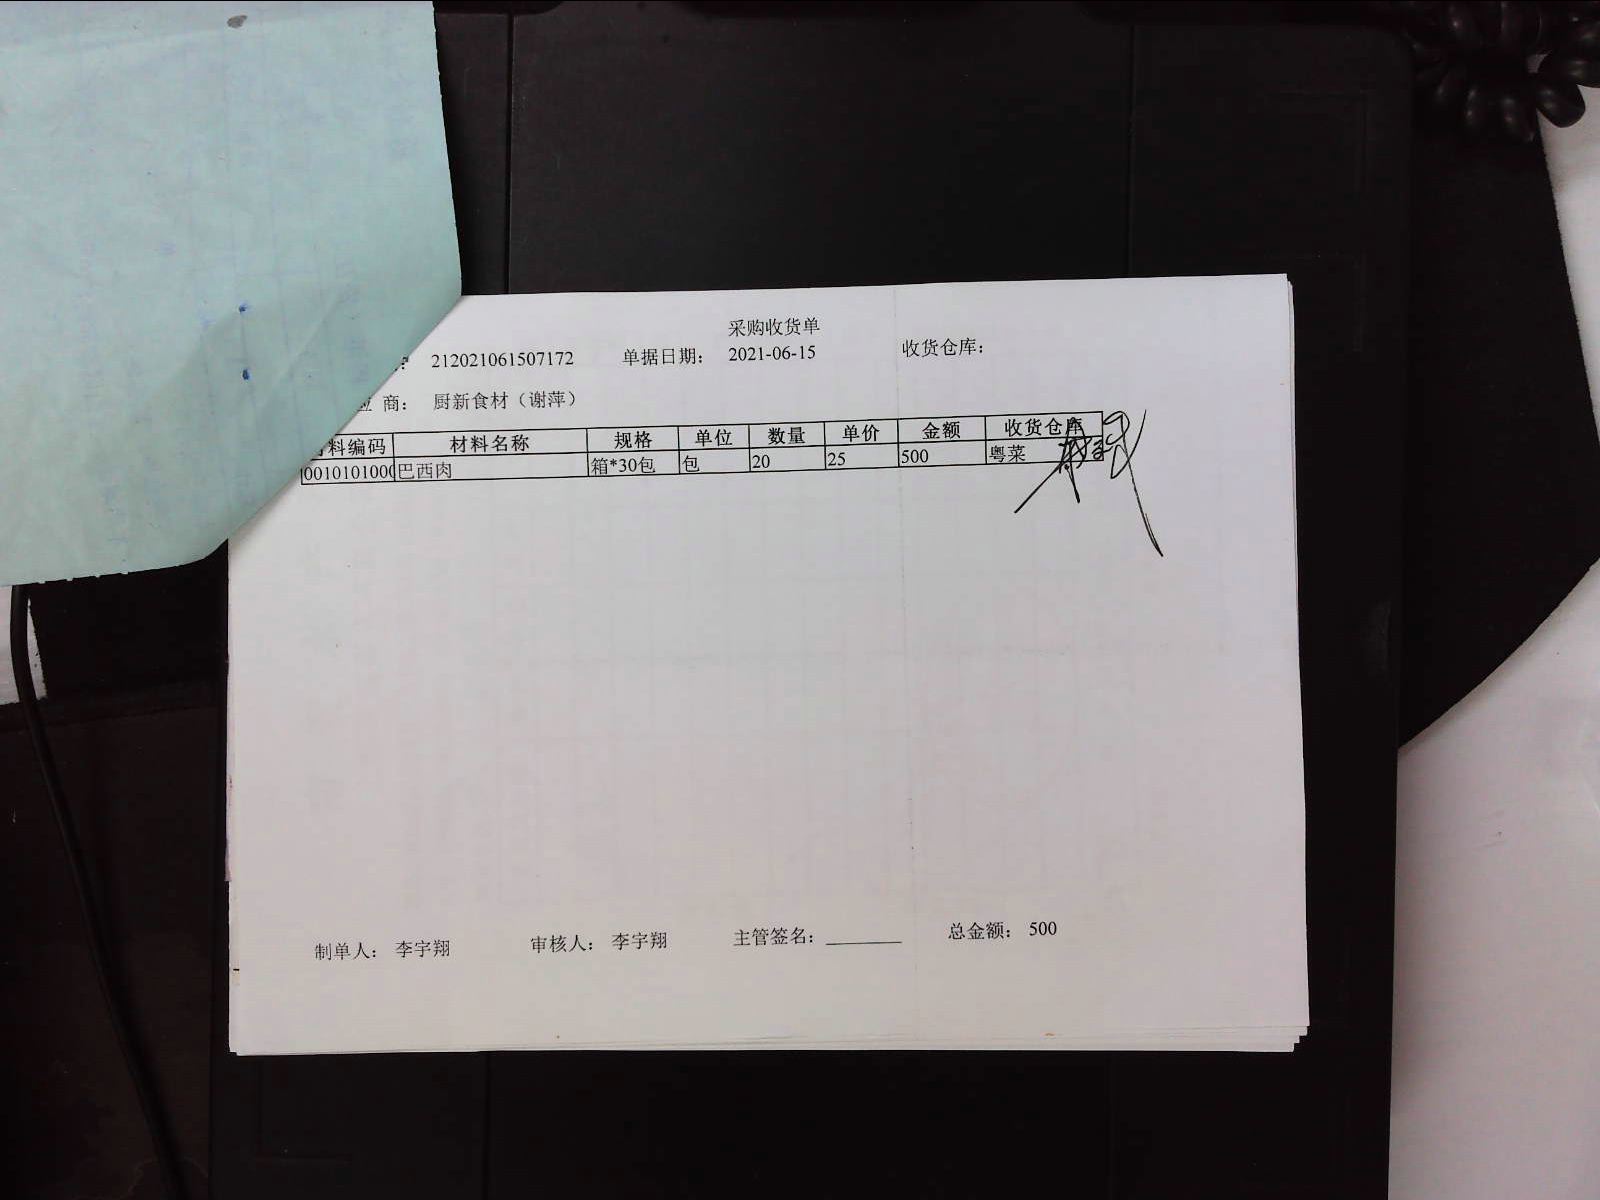 采购收货单
212021061507172 单据日期: 2021-06-15 收货仓库:
商: 厨新食材（谢萍）
料编码 材料名称 规格 单位 数量 单价 金额 收货仓库
0010101000 巴西肉 箱*30包 包 20 25 500 粤菜
制单人: 李宇翔 审核人: 李宇翔 主管签名: 总金额: 500